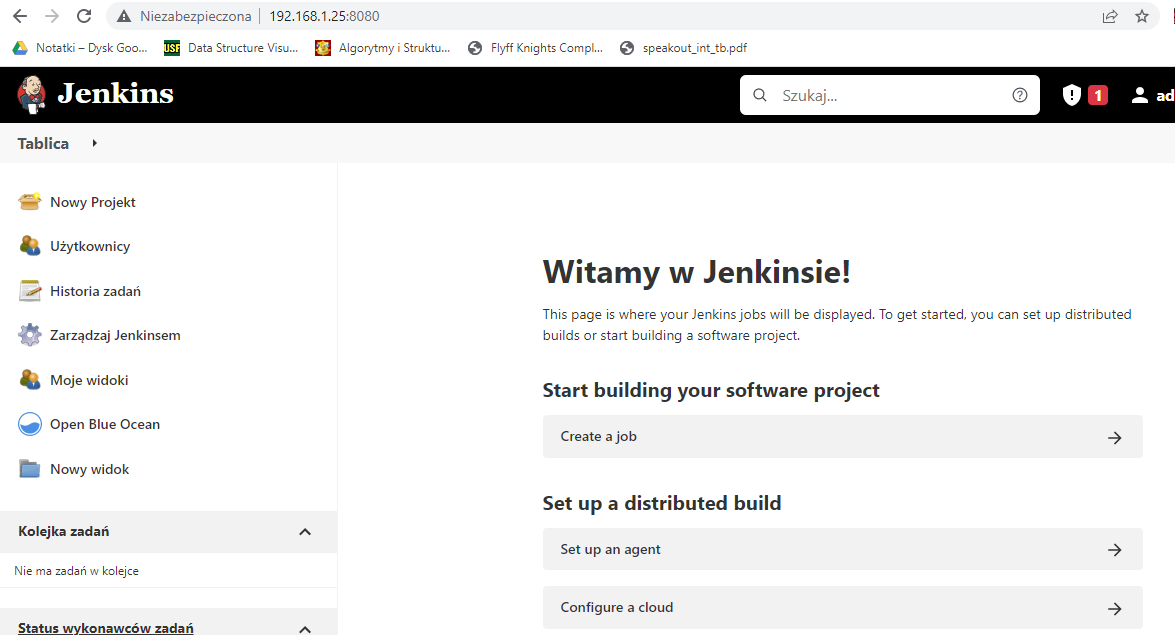 Niezabezpieczona 192.168.1.25:8080
Notatki – Dysk Goo... USF Data Structure Visu... Algorytmy i Struktu... Flyff Knights Compl... speakout_int_tb.pdf
Jenkins Szukaj... 1 ad
Tablica
Nowy Projekt
Użytkownicy
Historia zadań
Zarządzaj Jenkinsem
Moje widoki
Open Blue Ocean
Nowy widok
Kolejka zadań
Nie ma zadań w kolejce
Status wykonawców zadań
Witamy w Jenkinsie!
This page is where your Jenkins jobs will be displayed. To get started, you can set up distributed
builds or start building a software project.
Start building your software project
Create a job
Set up a distributed build
Set up an agent
Configure a cloud